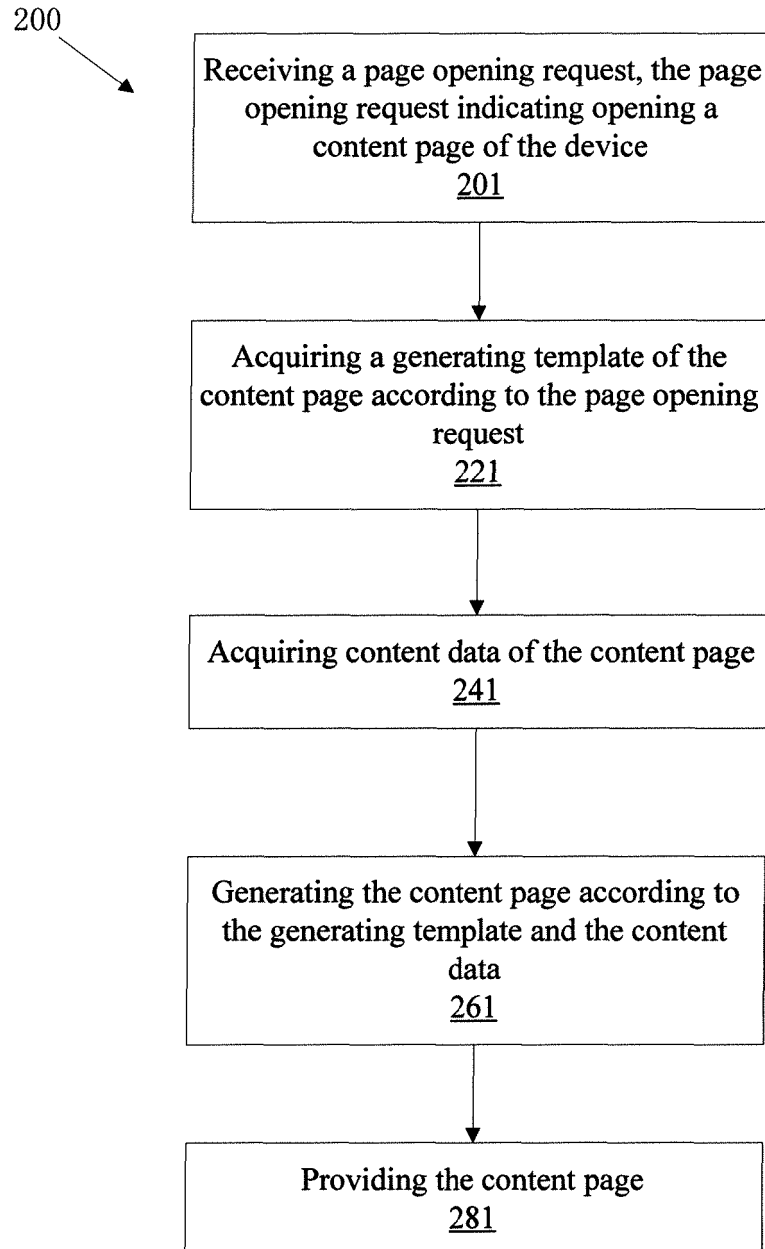 200
Receiving a page opening request, the page
opening request indicating opening a
content page of the device
201
Acquiring a generating template of the
content page according to the page opening
request
221
Acquiring content data of the content page
241
Generating the content page according to
the generating template and the content
data
261
Providing the content page
281